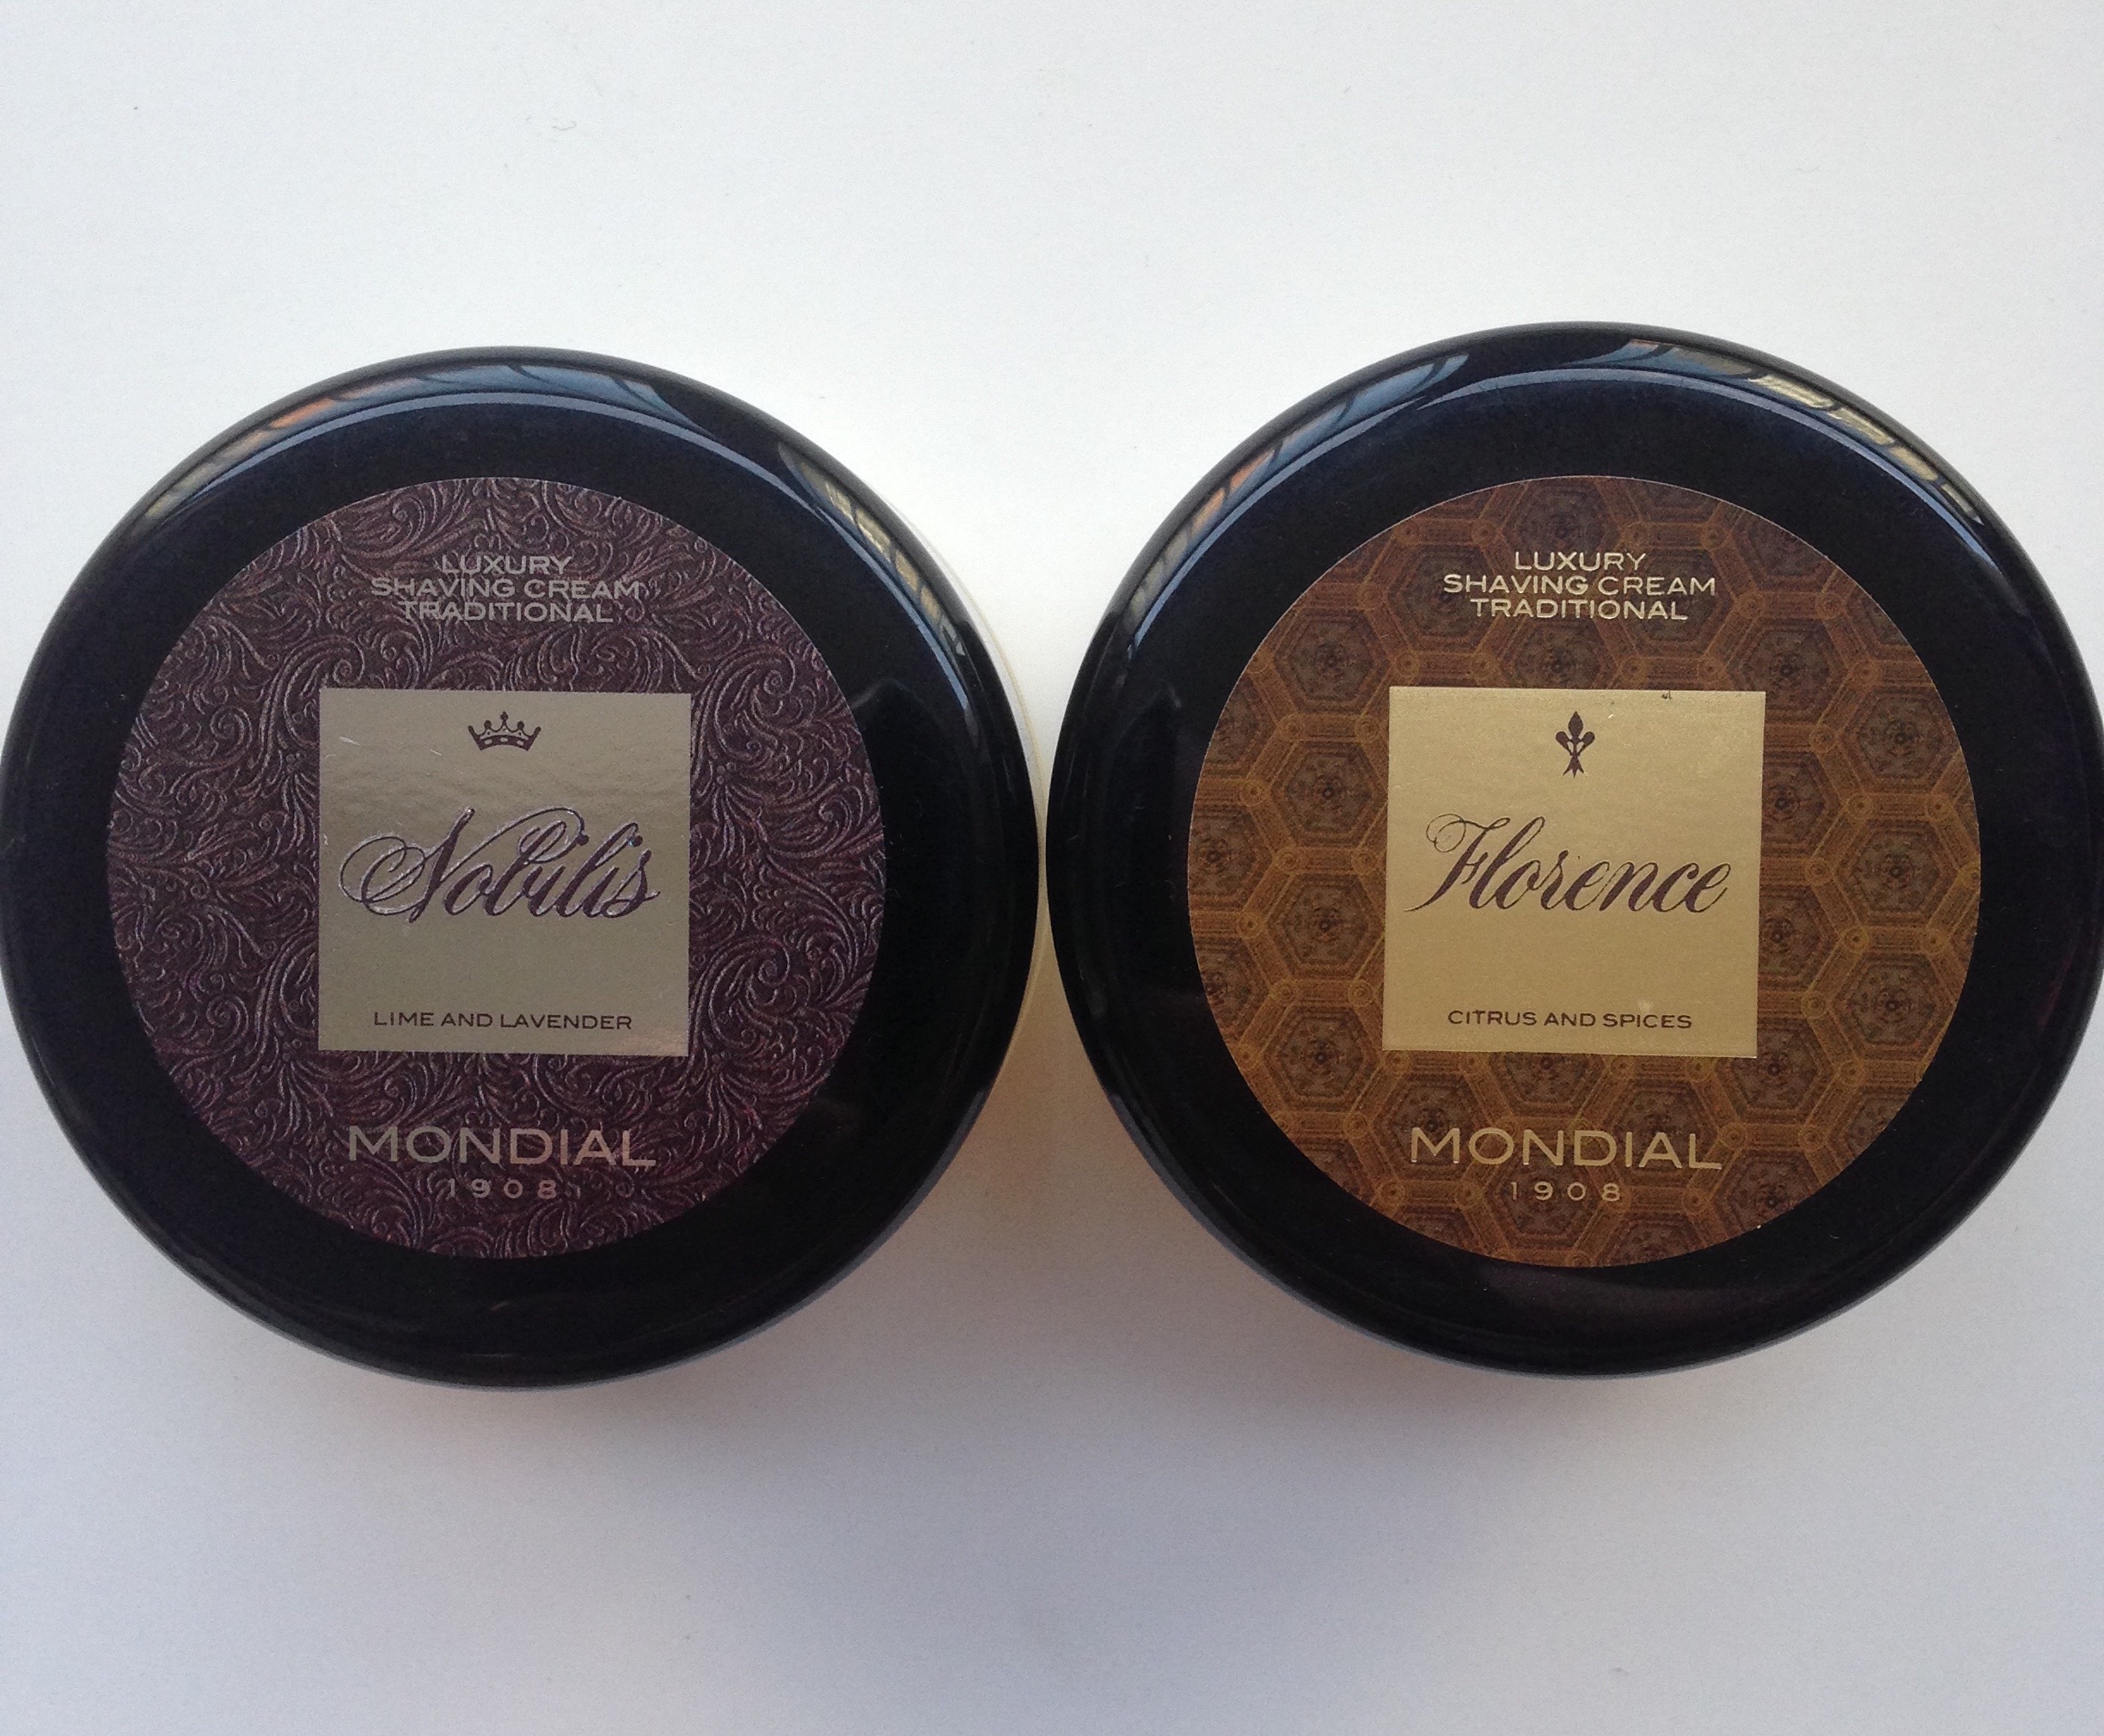 LUXURY
SHAVING CREAM
TRADITIONAL
Nobilis
LIME AND LAVENDER
MONDIAL
1908
LUXURY
SHAVING CREAM
TRADITIONAL
Florence
CITRUS AND SPICES
MONDIAL
1908